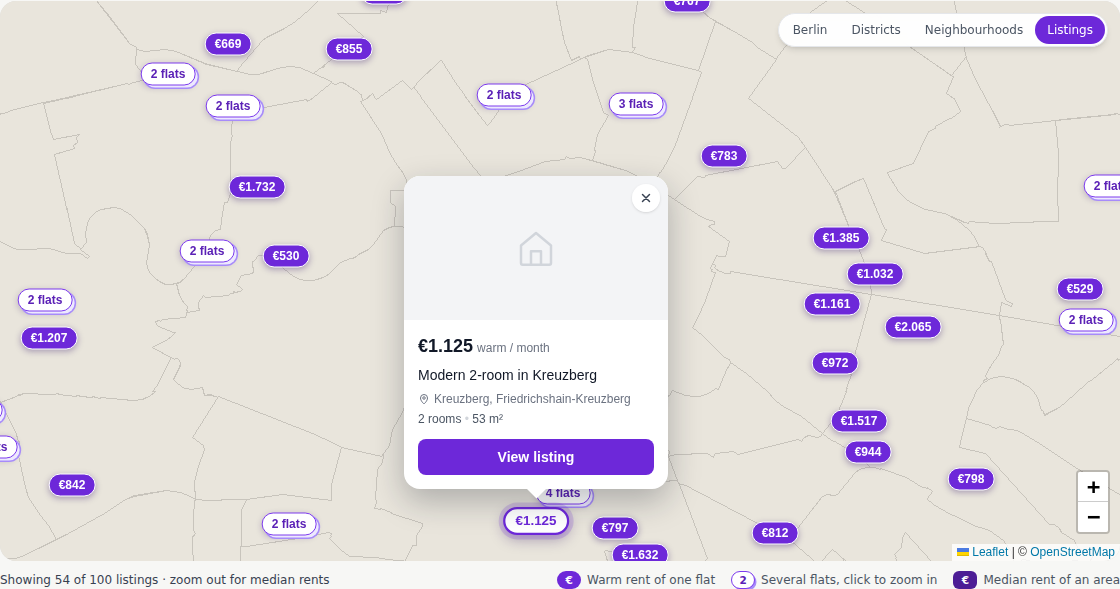 Berlin
Districts
Neighbourhoods
Listings
€669
€855
2 flats
2 flats
2 flats
3 flats
€783
€1.732
2 flats
€1.385
2 flats
€530
€1.032
€529
2 flats
€1.161
2 flats
€2.065
€1.207
€972
€1.125 warm / month
Modern 2-room in Kreuzberg
Kreuzberg, Friedrichshain-Kreuzberg
2 rooms • 53 m²
View listing
€1.517
€944
€842
€798
4 flats
€1.125
2 flats
€797
€812
€1.632
+
−
Leaflet | © OpenStreetMap
Showing 54 of 100 listings · zoom out for median rents
€ Warm rent of one flat
2 Several flats, click to zoom in
€ Median rent of an area